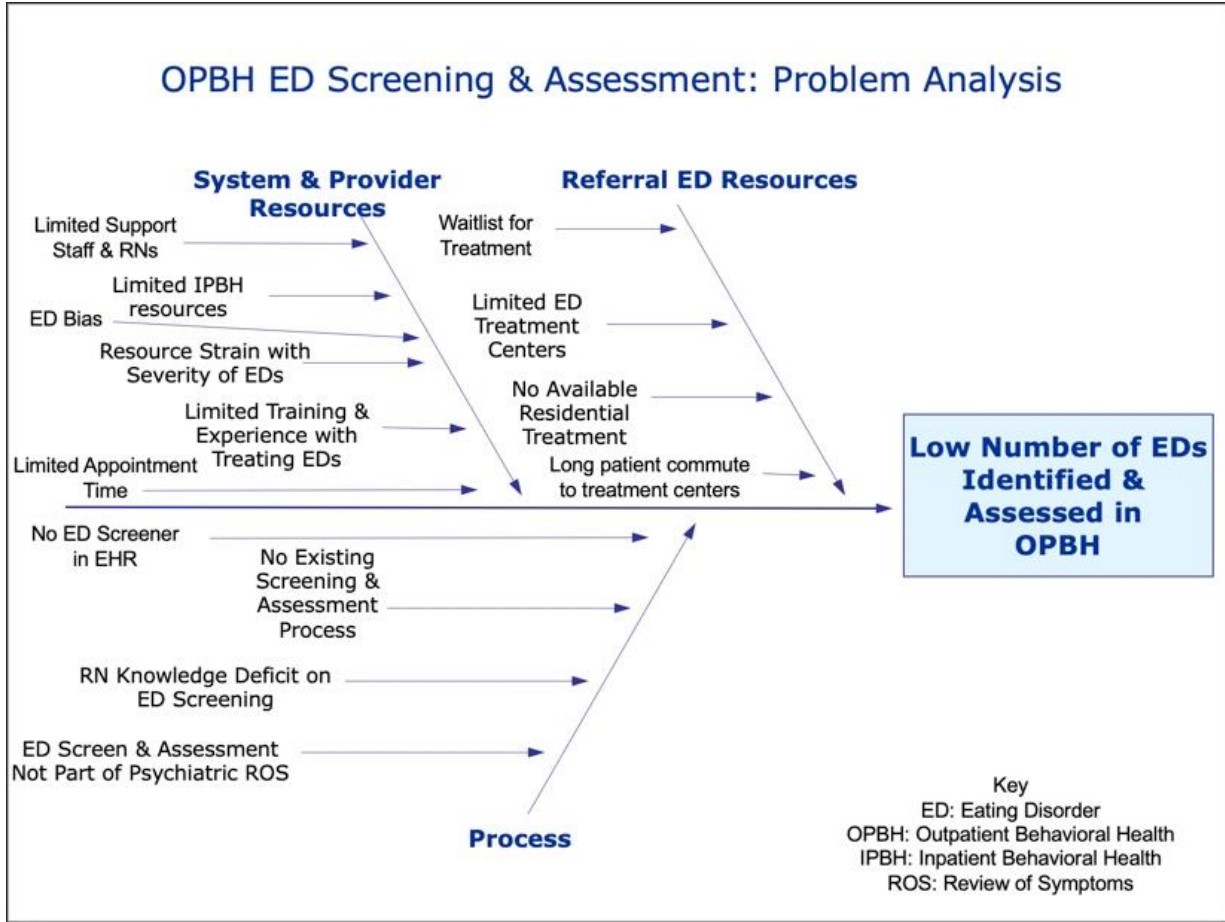 OPBH ED Screening & Assessment: Problem Analysis
System & Provider
Resources
Limited Support
Staff & RNs
Limited IPBH
resources
ED Bias
Resource Strain with
Severity of EDs
Limited Training &
Experience with
Treating EDs
Limited Appointment
Time
Referral ED Resources
Waitlist for
Treatment
Limited ED
Treatment
Centers
No Available
Residential
Treatment
Long patient commute
to treatment centers
Low Number of EDs
Identified &
Assessed in
OPBH
No ED Screener
in EHR
No Existing
Screening &
Assessment
Process
RN Knowledge Deficit on
ED Screening
ED Screen & Assessment
Not Part of Psychiatric ROS
Process
Key
ED: Eating Disorder
OPBH: Outpatient Behavioral Health
IPBH: Inpatient Behavioral Health
ROS: Review of Symptoms